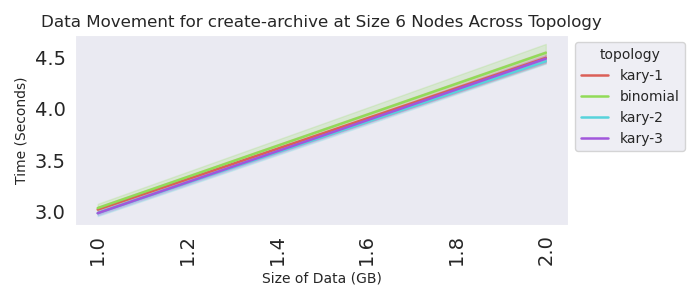 Data Movement for create-archive at Size 6 Nodes Across Topology
Time (Seconds)
4.5
4.0
3.5
3.0
1.0
1.2
1.4
1.6
1.8
2.0
Size of Data (GB)
topology
kary-1
binomial
kary-2
kary-3